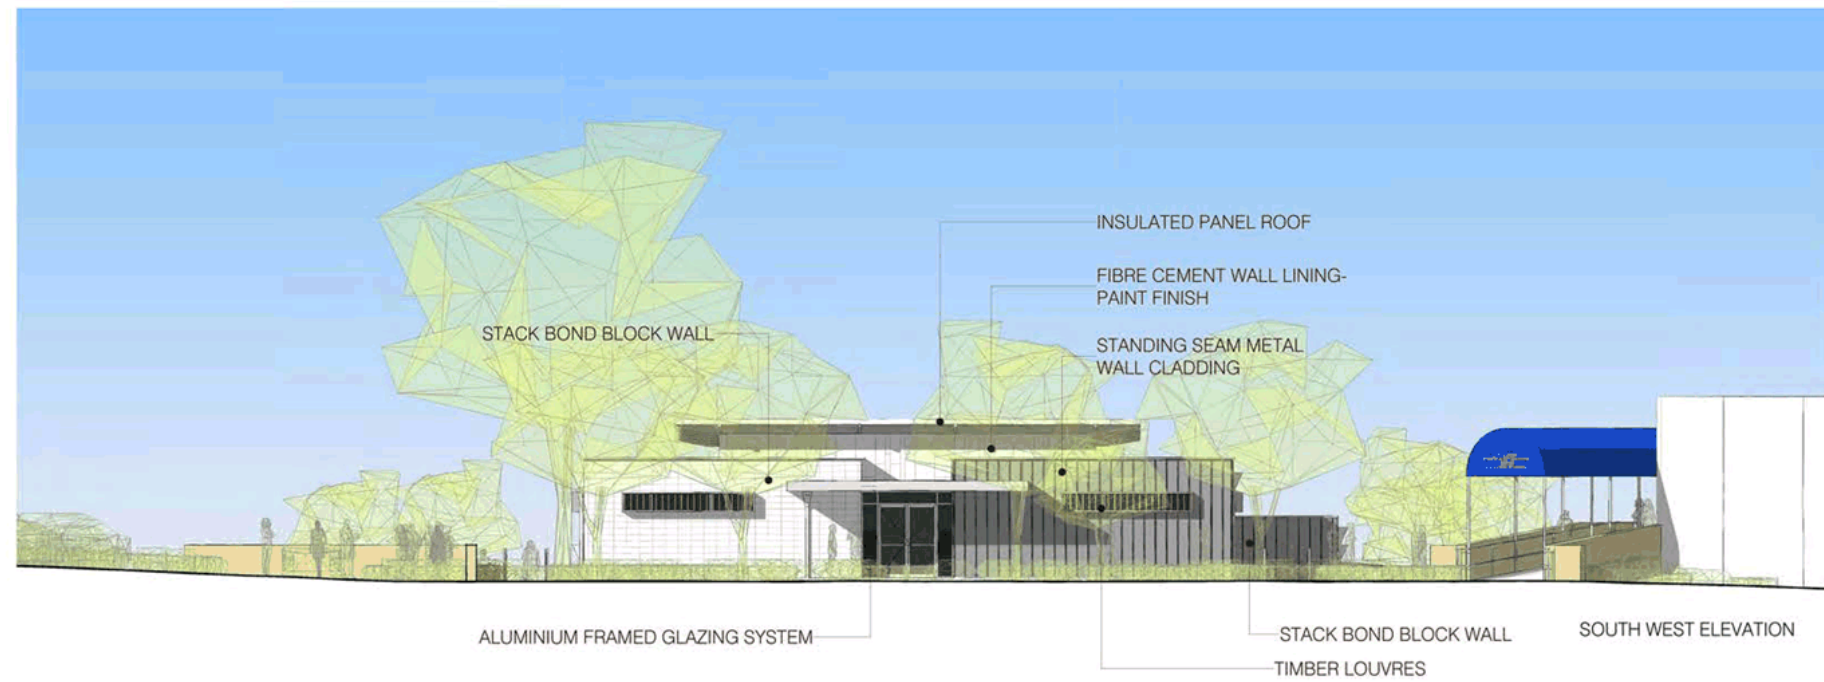 INSULATED PANEL ROOF
FIBRE CEMENT WALL LINING-
PAINT FINISH
STACK BOND BLOCK WALL
STANDING SEAM METAL
WALL CLADDING
ALUMINIUM FRAMED GLAZING SYSTEM
STACK BOND BLOCK WALL
SOUTH WEST ELEVATION
TIMBER LOUVRES